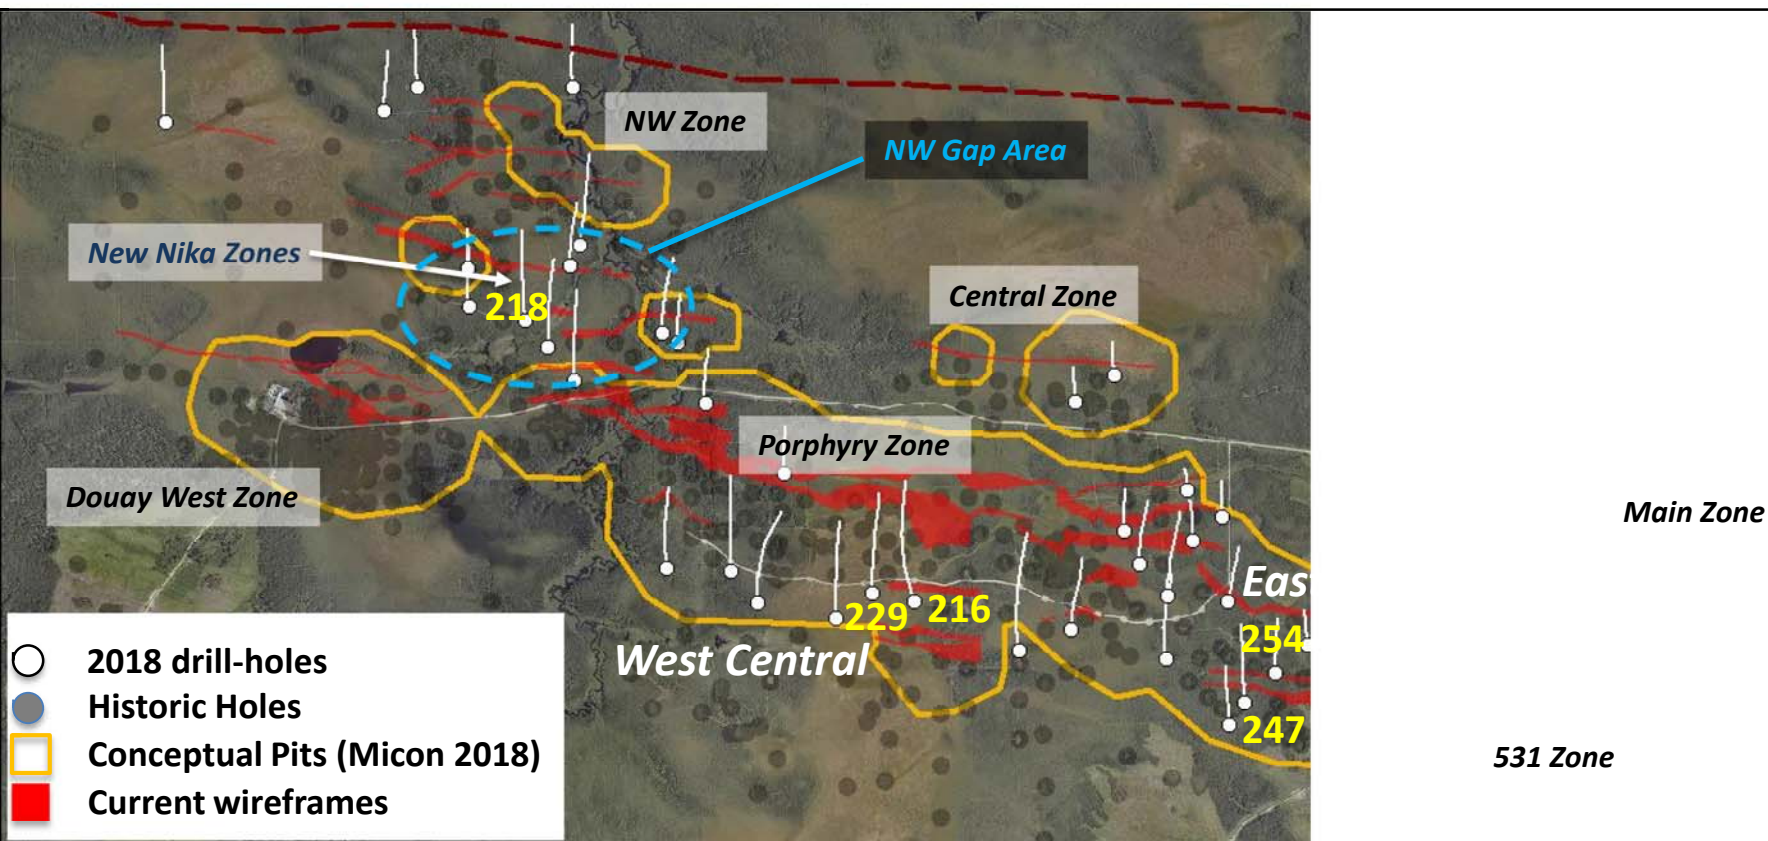 NW Zone
NW Gap Area
New Nika Zones
218
Central Zone
Porphyry Zone
Douay West Zone
Main Zone
Eas
229
216
254
West Central
247
531 Zone
2018 drill-holes
Historic Holes
Conceptual Pits (Micon 2018)
Current wireframes